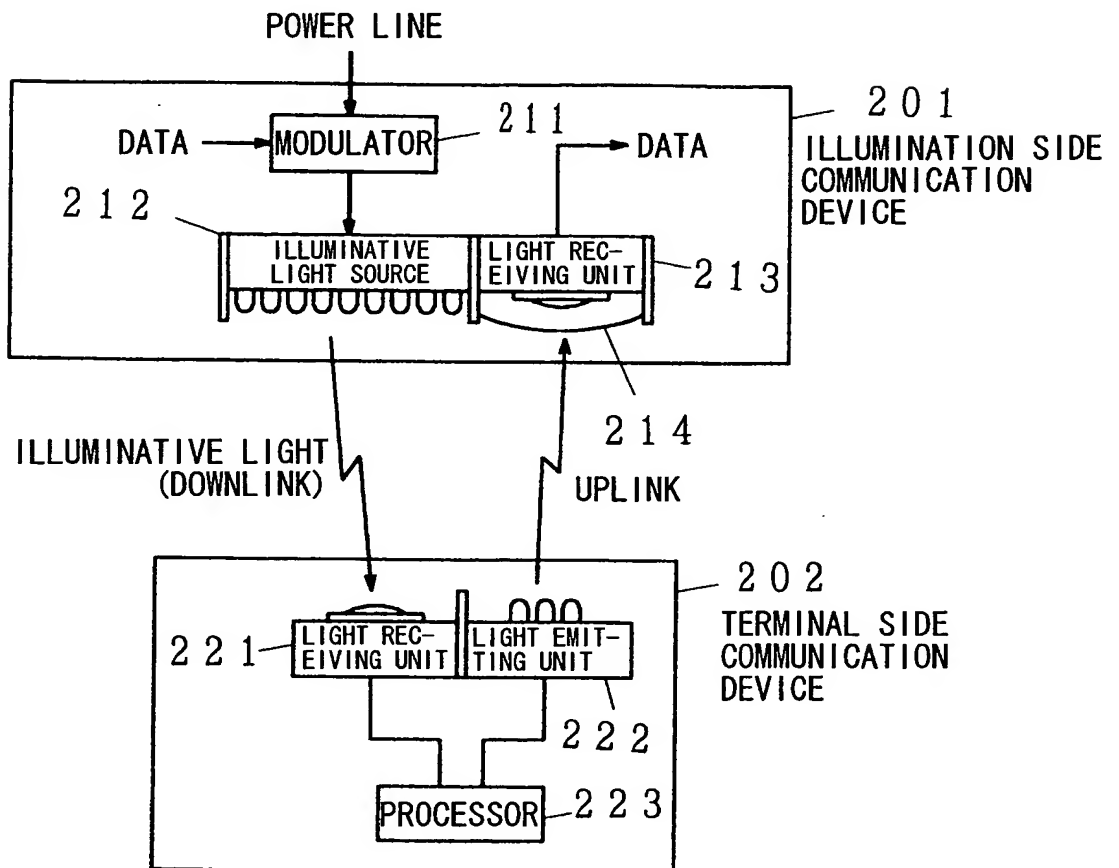 POWER LINE
201
ILLUMINATION SIDE
COMMUNICATION
DEVICE
DATA
MODULATOR
211
DATA
212
ILLUMINATIVE
LIGHT SOURCE
LIGHT REC-
EIVING UNIT
213
214
ILLUMINATIVE LIGHT
(DOWNLINK)
UPLINK
202
TERMINAL SIDE
COMMUNICATION
DEVICE
221
LIGHT REC-
EIVING UNIT
LIGHT EMIT-
TING UNIT
222
PROCESSOR
223